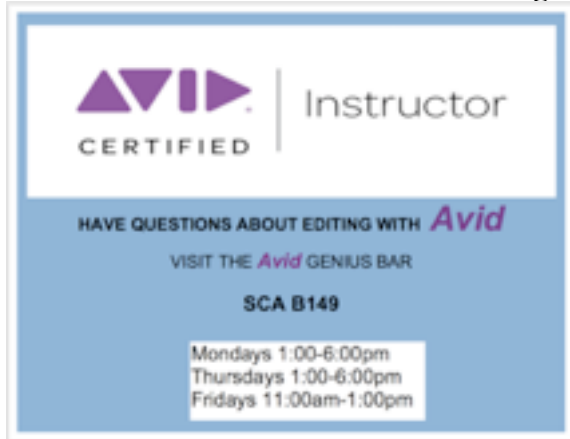 AVID
CERTIFIED
Instructor
HAVE QUESTIONS ABOUT EDITING WITH Avid
VISIT THE Avid GENIUS BAR
SCA B149
Mondays 1:00-6:00pm
Thursdays 1:00-6:00pm
Fridays 11:00am-1:00pm